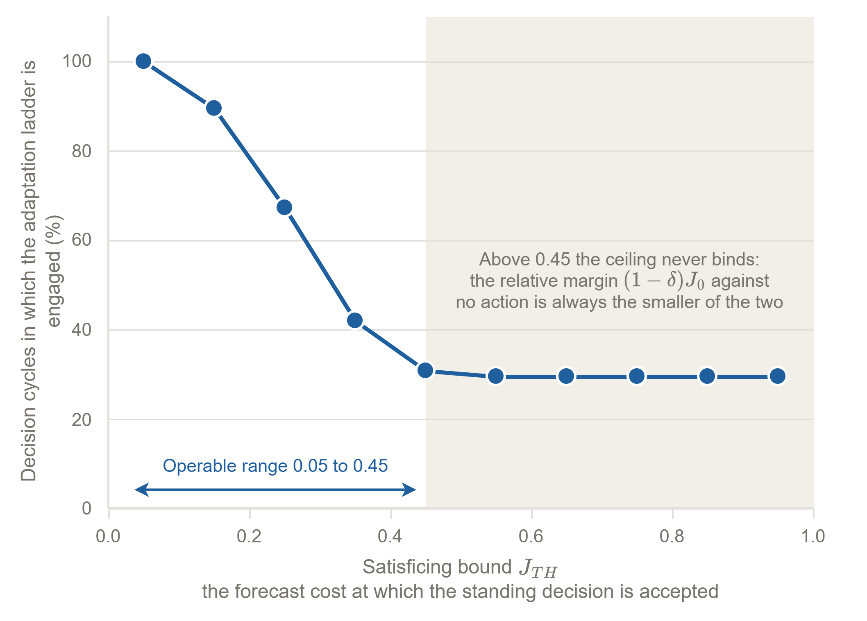 Decision cycles in which the adaptation ladder is
engaged (%)
100
80
60
40
20
0
Above 0.45 the ceiling never binds:
the relative margin (1 − δ)J₀ against
no action is always the smaller of the two
Operable range 0.05 to 0.45
0.0 0.2 0.4 0.6 0.8 1.0
Satisficing bound J_{TH}
the forecast cost at which the standing decision is accepted